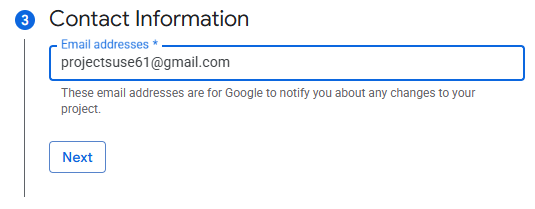 3 Contact Information
Email addresses *
projectsuse61@gmail.com
These email addresses are for Google to notify you about any changes to your
project.
Next